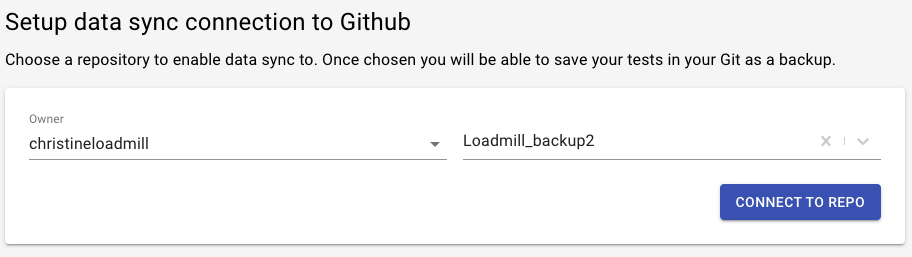 Setup data sync connection to Github
Choose a repository to enable data sync to. Once chosen you will be able to save your tests in your Git as a backup.
Owner
christineloadmill
Loadmill_backup2
CONNECT TO REPO